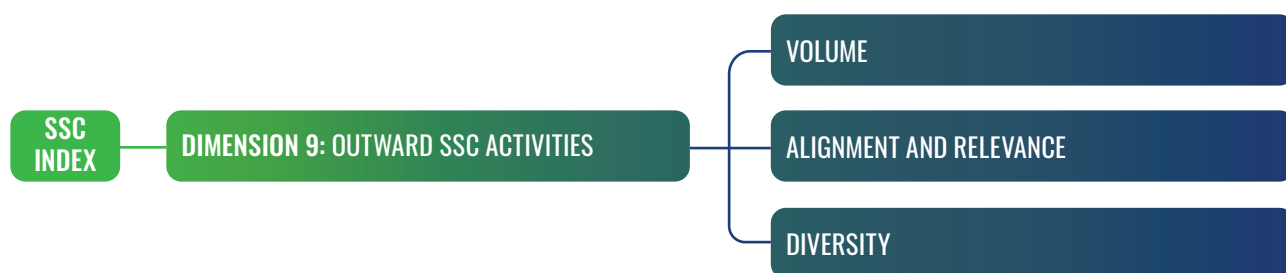 SSC
INDEX
DIMENSION 9: OUTWARD SSC ACTIVITIES
VOLUME
ALIGNMENT AND RELEVANCE
DIVERSITY